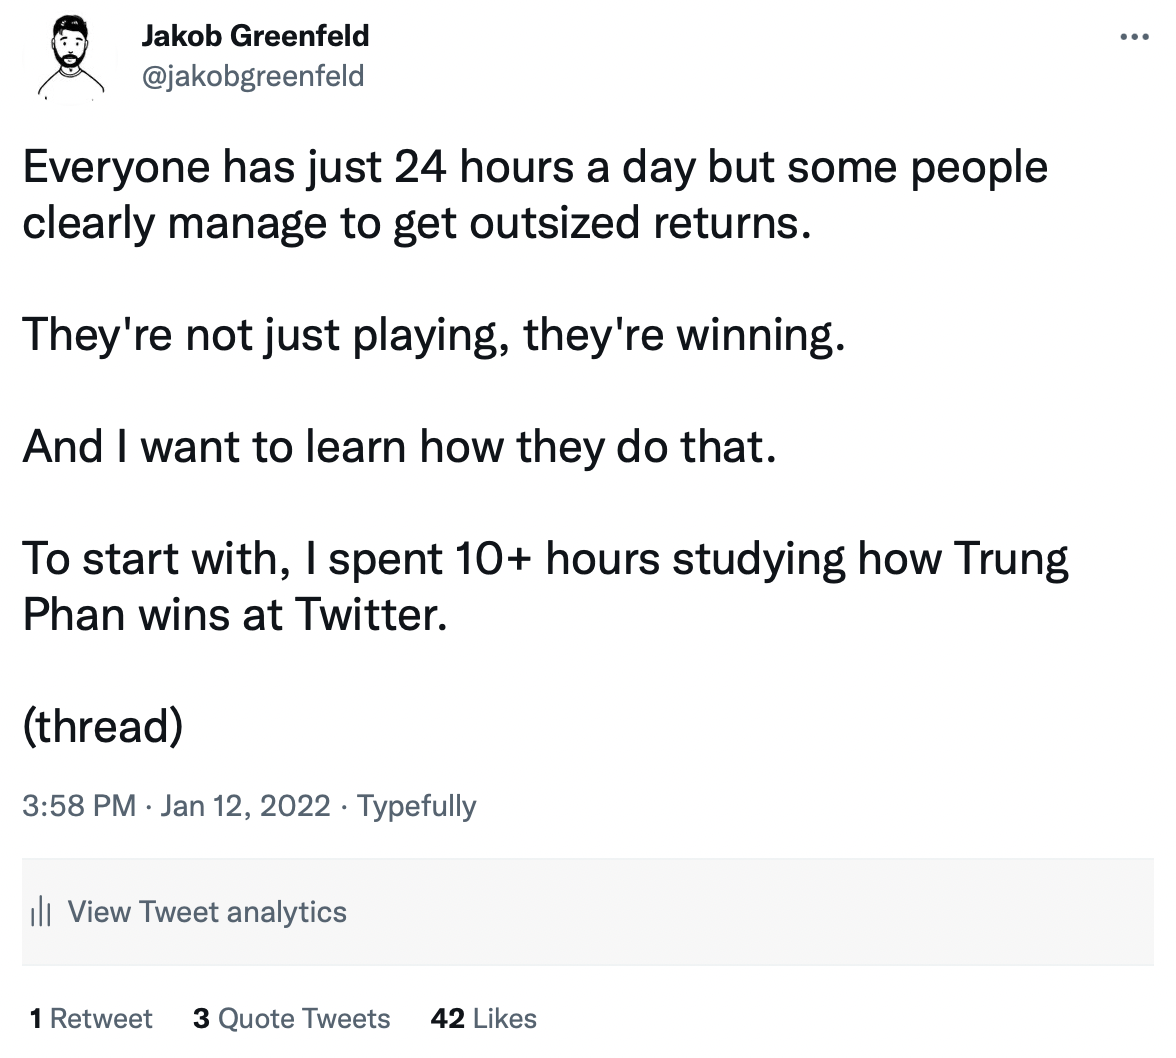 Jakob Greenfeld
@jakobgreenfeld
Everyone has just 24 hours a day but some people
clearly manage to get outsized returns.
They're not just playing, they're winning.
And I want to learn how they do that.
To start with, I spent 10+ hours studying how Trung
Phan wins at Twitter.
(thread)
3:58 PM · Jan 12, 2022 · Typefully
View Tweet analytics
1 Retweet 3 Quote Tweets 42 Likes